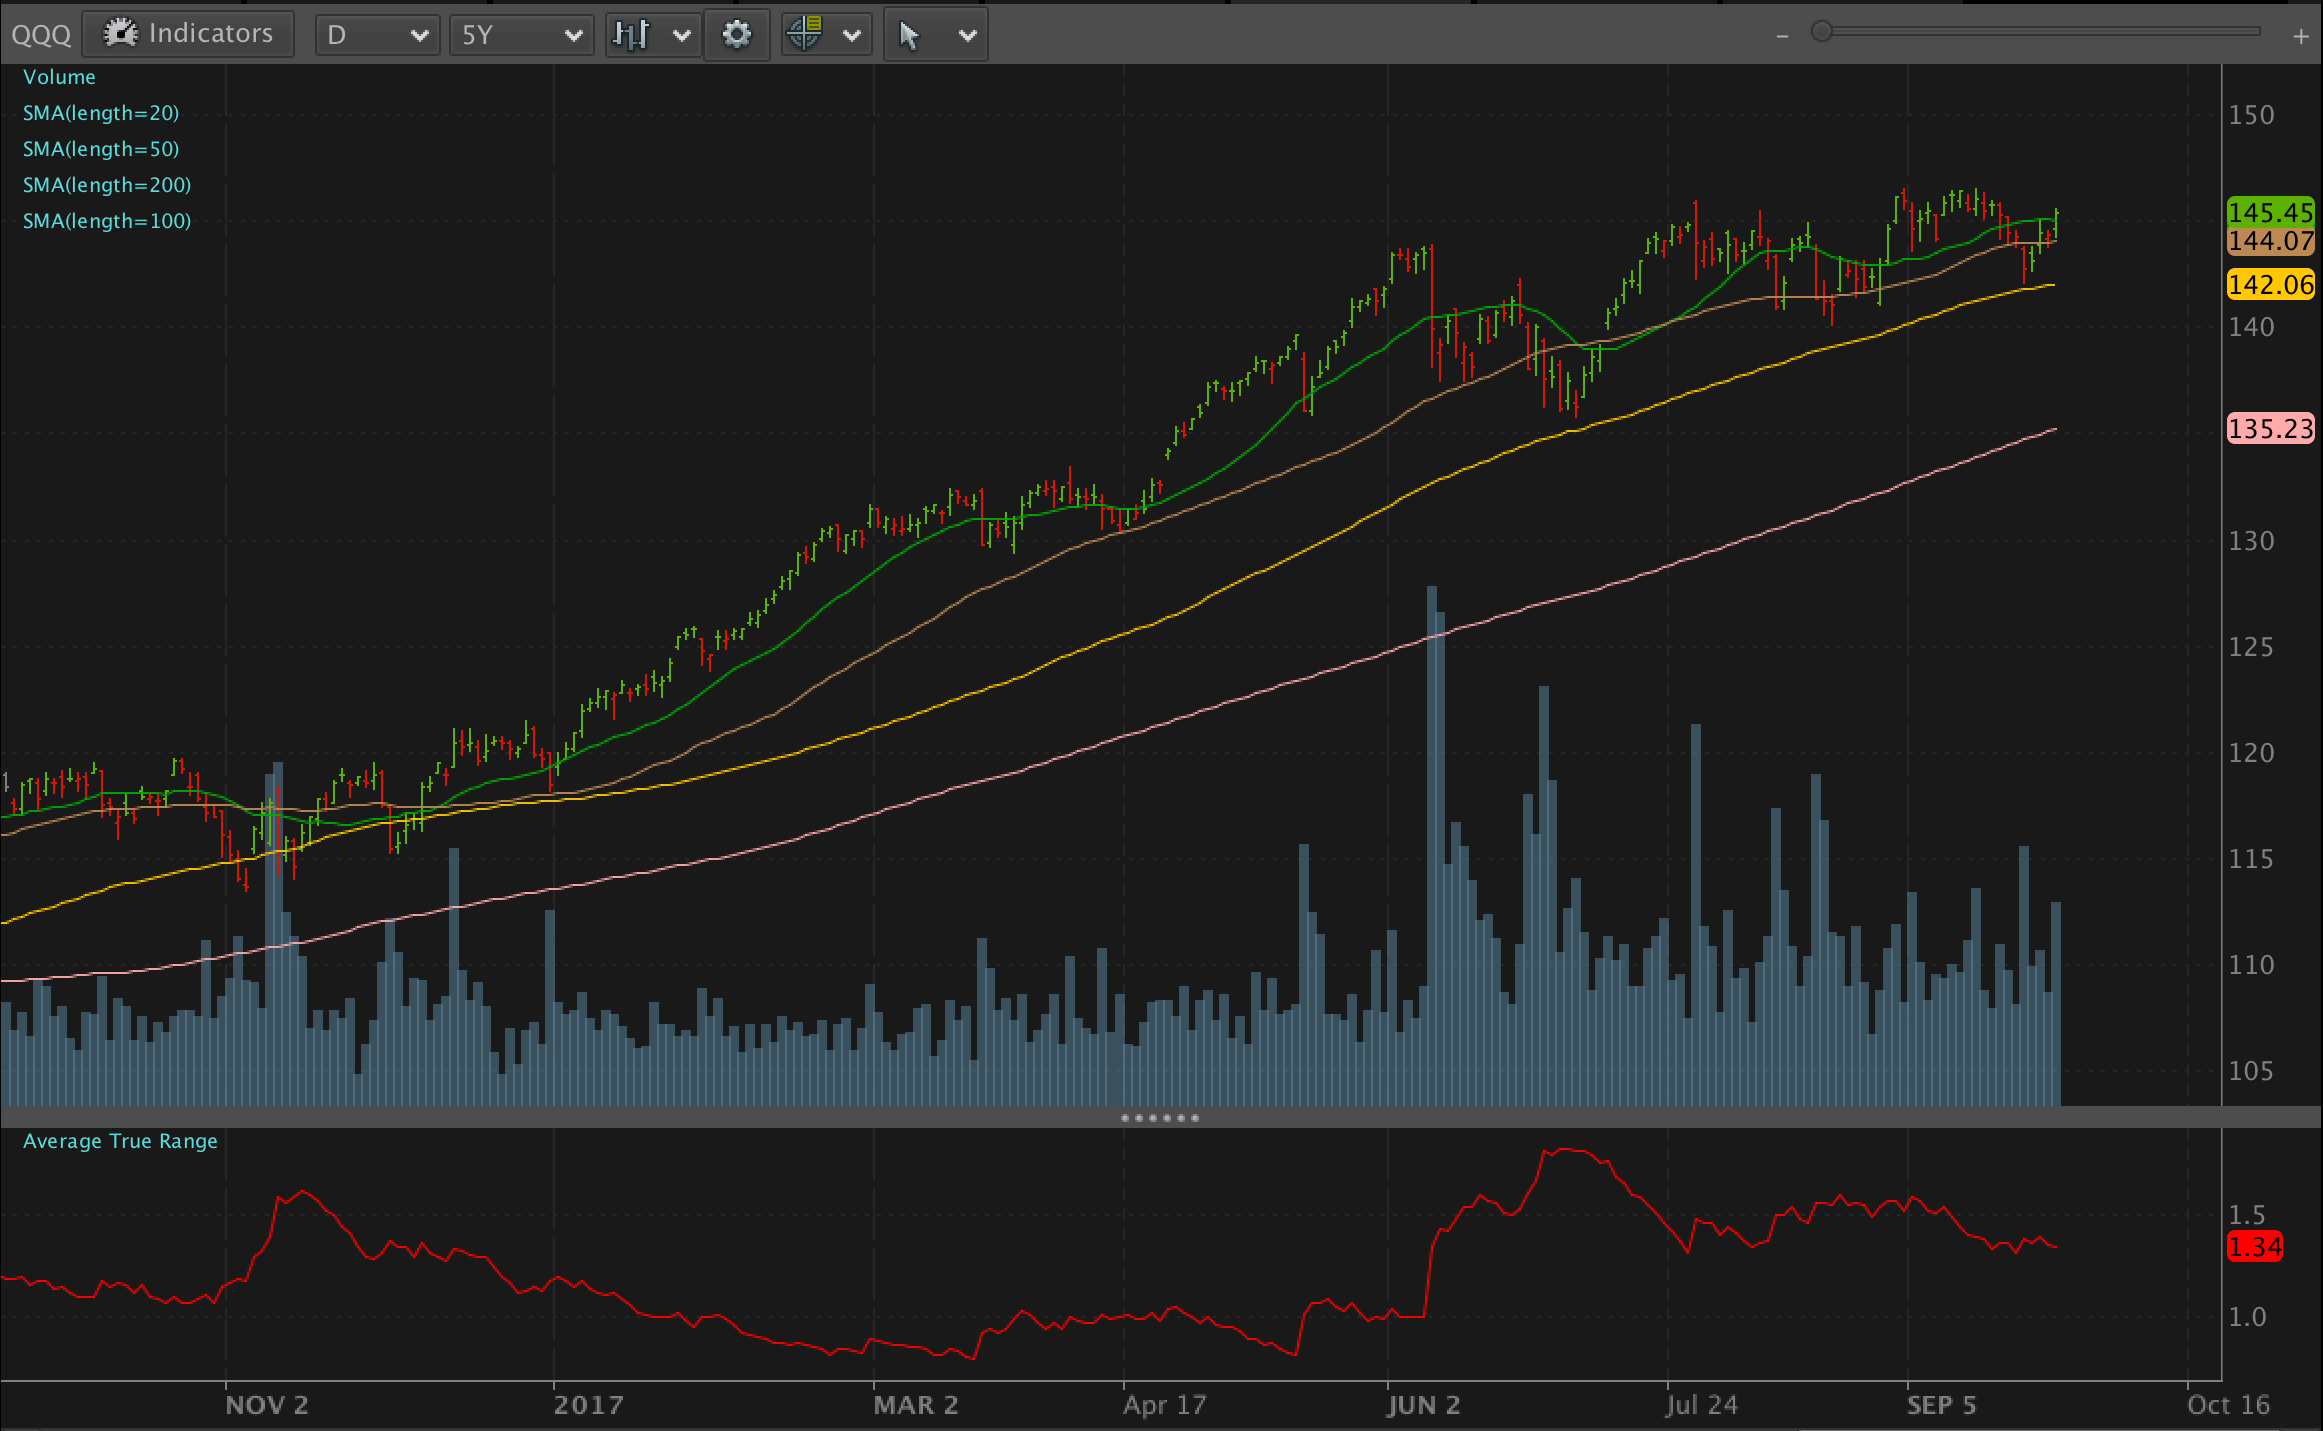 QQQ Indicators D 5Y - +
Volume
SMA(length=20)
SMA(length=50)
SMA(length=200)
SMA(length=100)
150
145.45
144.07
142.06
140
135.23
130
125
120
115
110
105
Average True Range
1.5
1.34
1.0
NOV 2 2017 MAR 2 Apr 17 JUN 2 Jul 24 SEP 5 Oct 16